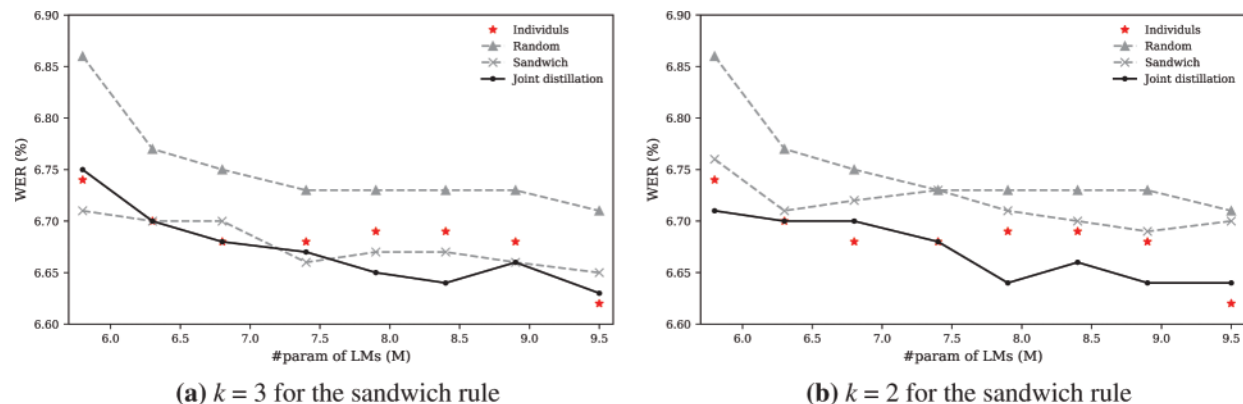 6.90
6.85
6.80
6.75
6.70
6.65
6.60
WER (%)
6.0 6.5 7.0 7.5 8.0 8.5 9.0 9.5
#param of LMs (M)
Individuls
Random
Sandwich
Joint distillation
(a) k = 3 for the sandwich rule
6.90
6.85
6.80
6.75
6.70
6.65
6.60
WER (%)
6.0 6.5 7.0 7.5 8.0 8.5 9.0 9.5
#param of LMs (M)
Individuls
Random
Sandwich
Joint distillation
(b) k = 2 for the sandwich rule